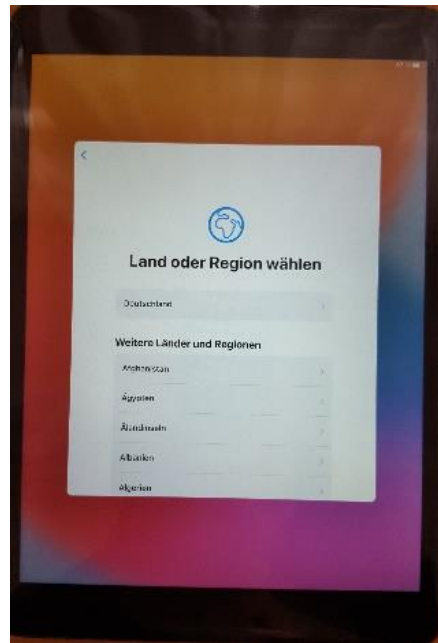 Land oder Region wählen
Deutschland
Weitere Länder und Regionen
Afghanistan
Ägypten
Ålandinseln
Albanien
Algerien